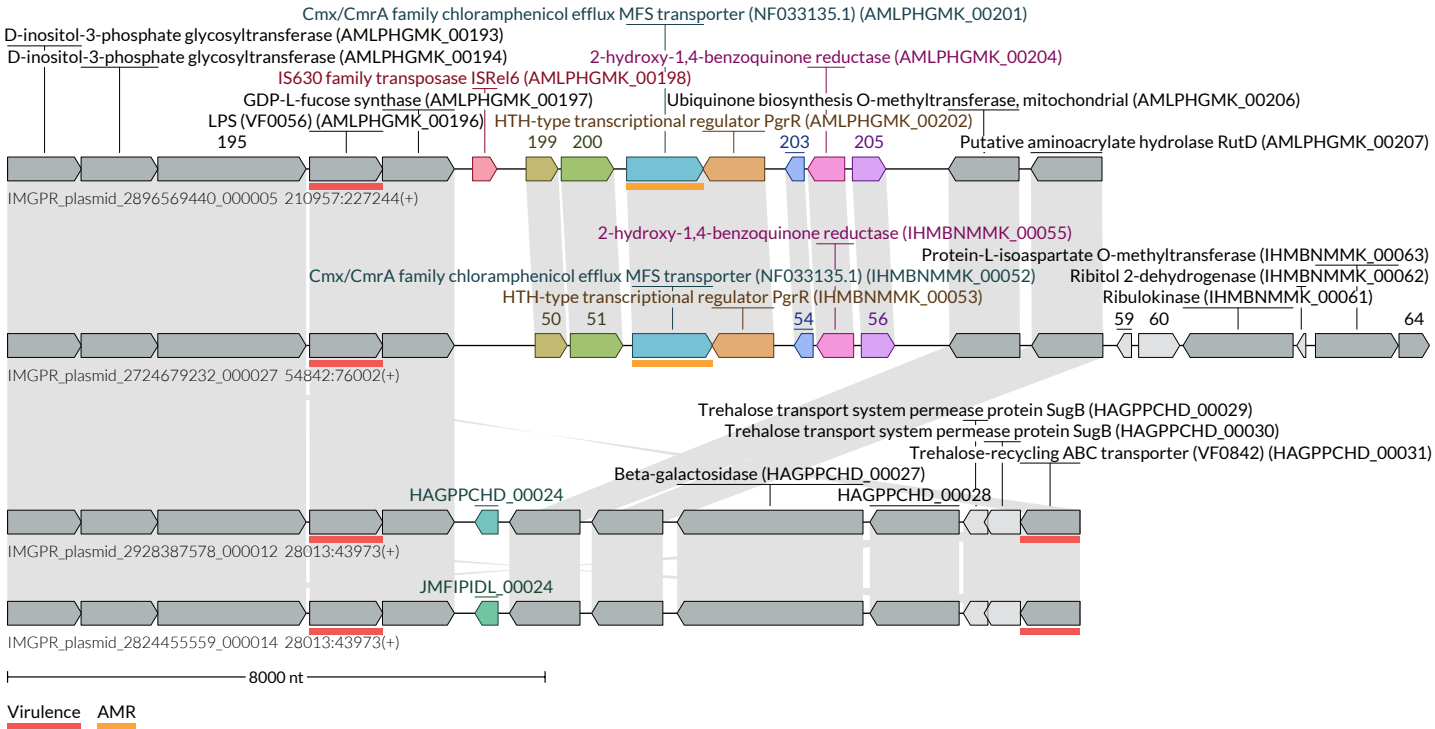 Cmx/CmrA family chloramphenicol efflux MFS transporter (NF033135.1) (AMLPHGMK_00201)
D-inositol-3-phosphate glycosyltransferase (AMLPHGMK_00193)
D-inositol-3-phosphate glycosyltransferase (AMLPHGMK_00194)
2-hydroxy-1,4-benzoquinone reductase (AMLPHGMK_00204)
IS630 family transposase ISRel6 (AMLPHGMK_00198)
GDP-L-fucose synthase (AMLPHGMK_00197)
Ubiquinone biosynthesis O-methyltransferase, mitochondrial (AMLPHGMK_00206)
LPS (VF0056) (AMLPHGMK_00196)
HTH-type transcriptional regulator PgrR (AMLPHGMK_00202)
195 199 200 203 205
Putative aminoacrylate hydrolase RutD (AMLPHGMK_00207)
IMGPR_plasmid_2896569440_000005 210957:227244(+)
2-hydroxy-1,4-benzoquinone reductase (IHMBNMMK_00055)
Protein-L-isoaspartate O-methyltransferase (IHMBNMMK_00063)
Cmx/CmrA family chloramphenicol efflux MFS transporter (NF033135.1) (IHMBNMMK_00052)
Ribitol 2-dehydrogenase (IHMBNMMK_00062)
HTH-type transcriptional regulator PgrR (IHMBNMMK_00053)
Ribulokinase (IHMBNMMK_00061)
50 51 54 56 59 60 64
IMGPR_plasmid_2724679232_000027 54842:76002(+)
Trehalose transport system permease protein SugB (HAGPPCHD_00029)
Trehalose transport system permease protein SugB (HAGPPCHD_00030)
Trehalose-recycling ABC transporter (VF0842) (HAGPPCHD_00031)
Beta-galactosidase (HAGPPCHD_00027)
HAGPPCHD_00024
HAGPPCHD_00028
IMGPR_plasmid_2928387578_000012 28013:43973(+)
JMFIPIDL_00024
IMGPR_plasmid_2824455559_000014 28013:43973(+)
8000 nt
Virulence AMR